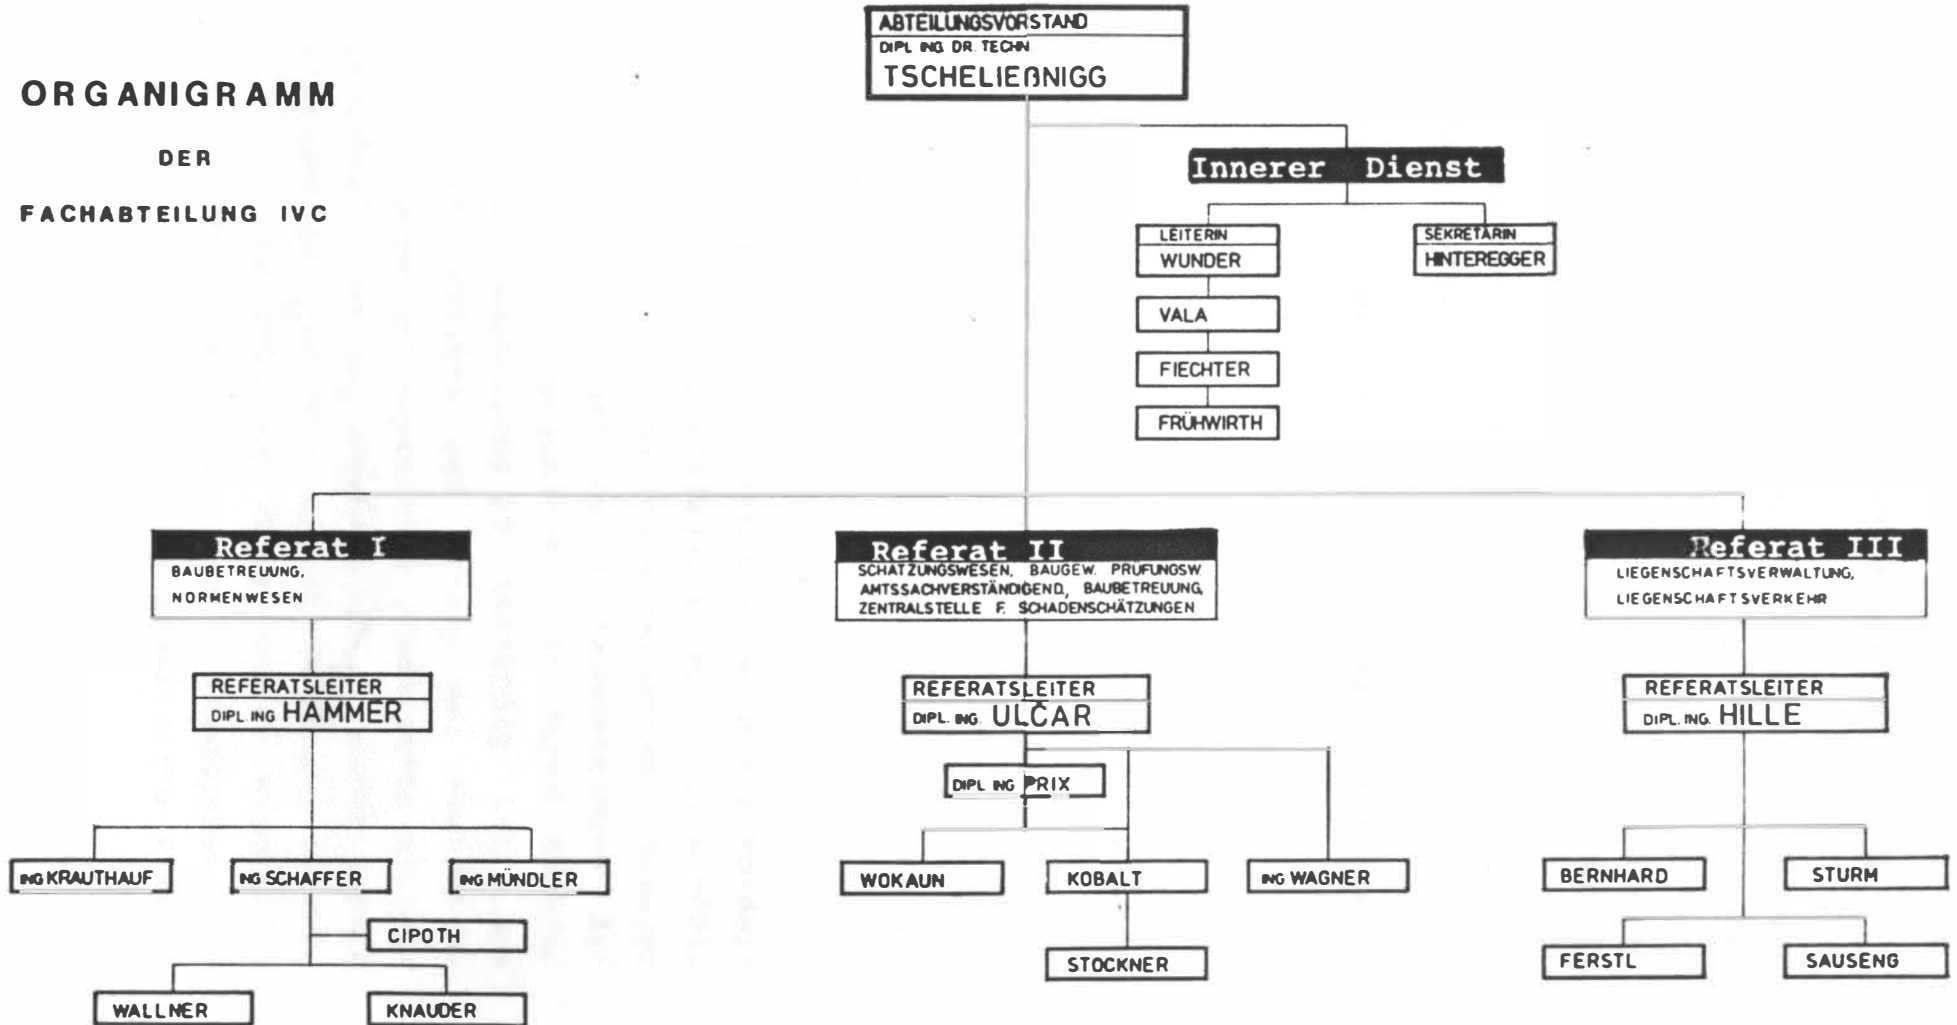 ORGANIGRAMM
DER
FACHABTEILUNG IVC
ABTEILUNGSVORSTAND
DIPL ING DR. TECHN
TSCHELIEßNIGG
Innerer Dienst
LEITERIN
WUNDER
VALA
FIECHTER
FRÜHWIRTH
SEKRETÄRIN
HINTEREGGER
Referat I
BAUBETREUUNG,
NORMENWESEN
REFERATSLEITER
DIPL. ING HAMMER
ING KRAUTHAUF
ING SCHAFFER
ING MÜNDLER
CIPOTH
WALLNER
KNAUDER
Referat II
SCHÄTZUNGSWESEN, BAUGEW. PRÜFUNGSW.
AMTSSACHVERSTÄNDIGEND, BAUBETREUUNG,
ZENTRALSTELLE F. SCHADENSCHÄTZUNGEN
REFERATSLEITER
DIPL. ING. ULČAR
DIPL ING PRIX
WOKAUN
KOBALT
ING WAGNER
STOCKNER
Referat III
LIEGENSCHAFTSVERWALTUNG,
LIEGENSCHAFTSVERKEHR
REFERATSLEITER
DIPL. ING. HILLE
BERNHARD
STURM
FERSTL
SAUSENG